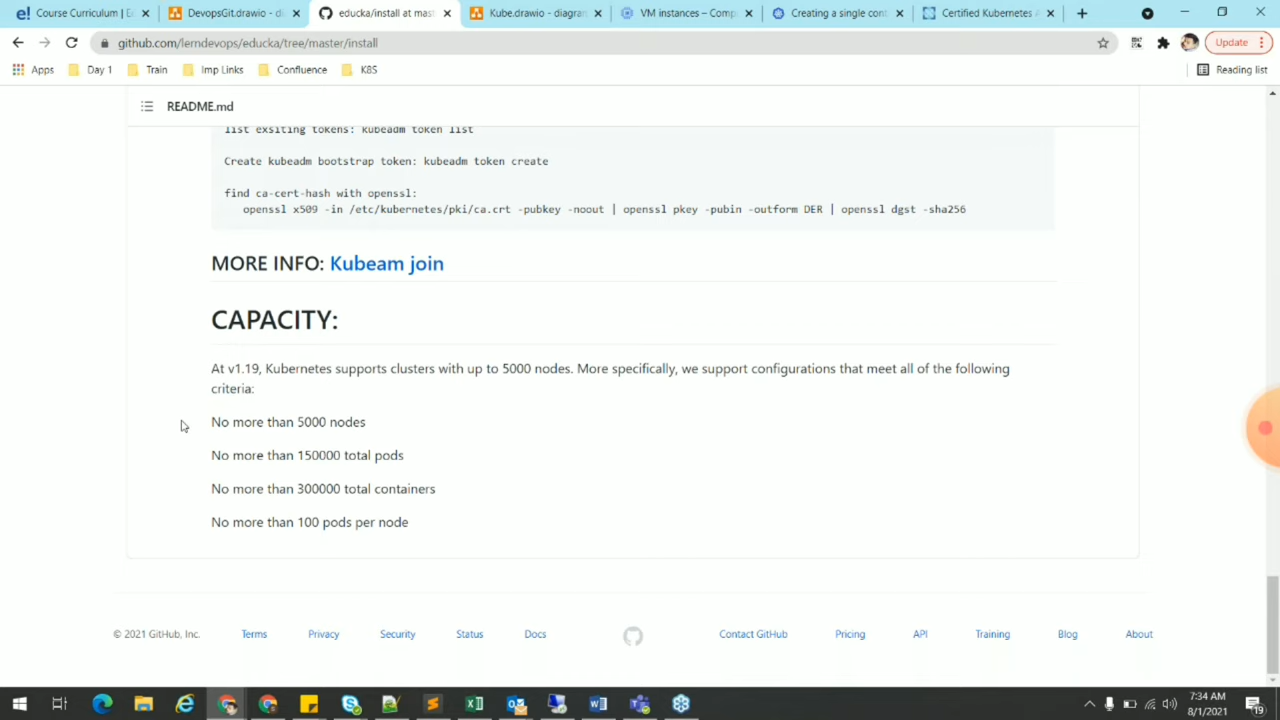 Course Curriculum | E
DevopsGit.drawio - di
educka/install at mast
Kube.drawio - diagram
VM instances – Comp
Creating a single cont
Certified Kubernetes A
github.com/lerndevops/educka/tree/master/install
Update
Apps
Day 1
Train
Imp Links
Confluence
K8S
Reading list
README.md
list exsiting tokens: kubeadm token list
Create kubeadm bootstrap token: kubeadm token create
find ca-cert-hash with openssl:
openssl x509 -in /etc/kubernetes/pki/ca.crt -pubkey -noout | openssl pkey -pubin -outform DER | openssl dgst -sha256
MORE INFO: Kubeam join
CAPACITY:
At v1.19, Kubernetes supports clusters with up to 5000 nodes. More specifically, we support configurations that meet all of the following
criteria:
No more than 5000 nodes
No more than 150000 total pods
No more than 300000 total containers
No more than 100 pods per node
© 2021 GitHub, Inc.
Terms
Privacy
Security
Status
Docs
Contact GitHub
Pricing
API
Training
Blog
About
7:34 AM
8/1/2021
19